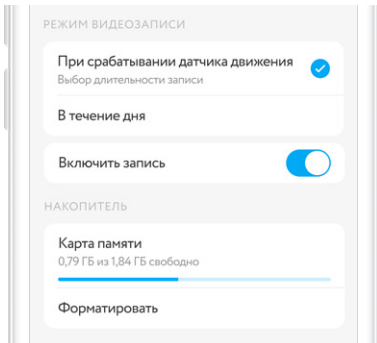 РЕЖИМ ВИДЕОЗАПИСИ
При срабатывании датчика движения
Выбор длительности записи
В течение дня
Включить запись
НАКОПИТЕЛЬ
Карта памяти
0,79 ГБ из 1,84 ГБ свободно
Форматировать